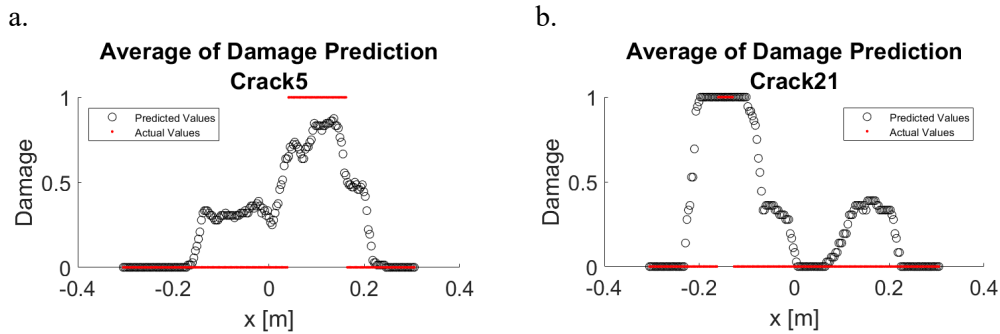 a.
Average of Damage Prediction
Crack5
1
0.5
0
Damage
Predicted Values
Actual Values
-0.4
-0.2
0
0.2
0.4
x [m]
b.
Average of Damage Prediction
Crack21
1
0.5
0
Damage
Predicted Values
Actual Values
-0.4
-0.2
0
0.2
0.4
x [m]